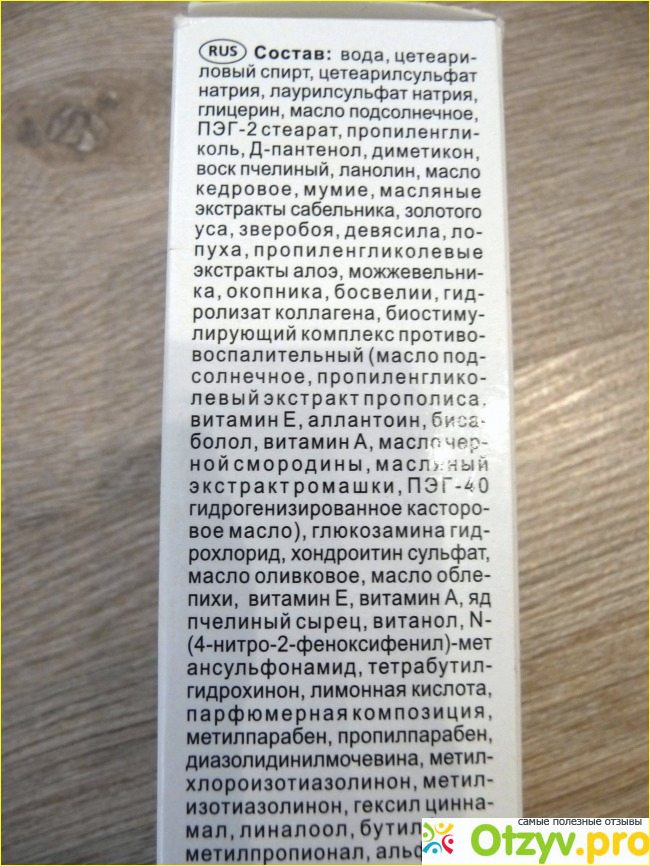 RUS Состав: вода, цетеари-
ловый спирт, цетеарилсульфат
натрия, лаурилсульфат натрия,
глицерин, масло подсолнечное,
ПЭГ-2 стеарат, пропиленгли-
коль, Д-пантенол, диметикон,
воск пчелиный, ланолин, масло
кедровое, мумие, масляные
экстракты сабельника, золотого
уса, зверобоя, девясила, ло-
пуха, пропиленгликолевые
экстракты алоэ, можжевельни-
ка, окопника, босвелии, гид-
ролизат коллагена, биостиму-
лирующий комплекс противо-
воспалительный (масло под-
солнечное, пропиленглико-
левый экстракт прополиса,
витамин Е, аллантоин, биса-
болол, витамин А, масло чер-
ной смородины, масляный
экстракт ромашки, ПЭГ-40
гидрогенизированное касторо-
вое масло), глюкозамина гид-
рохлорид, хондроитин сульфат,
масло оливковое, масло обле-
пихи, витамин Е, витамин А, яд
пчелиный сырец, витанол, N-
(4-нитро-2-феноксифенил)-мет
ансульфонамид, тетрабутил-
гидрохинон, лимонная кислота,
парфюмерная композиция,
метилпарабен, пропилпарабен,
диазолидинилмочевина, метил-
хлороизотиазолинон, метил-
изотиазолинон, гексил цинна-
мал, линалоол,
метилпропионал,
самые полезные отзывы
Otzyv.pro